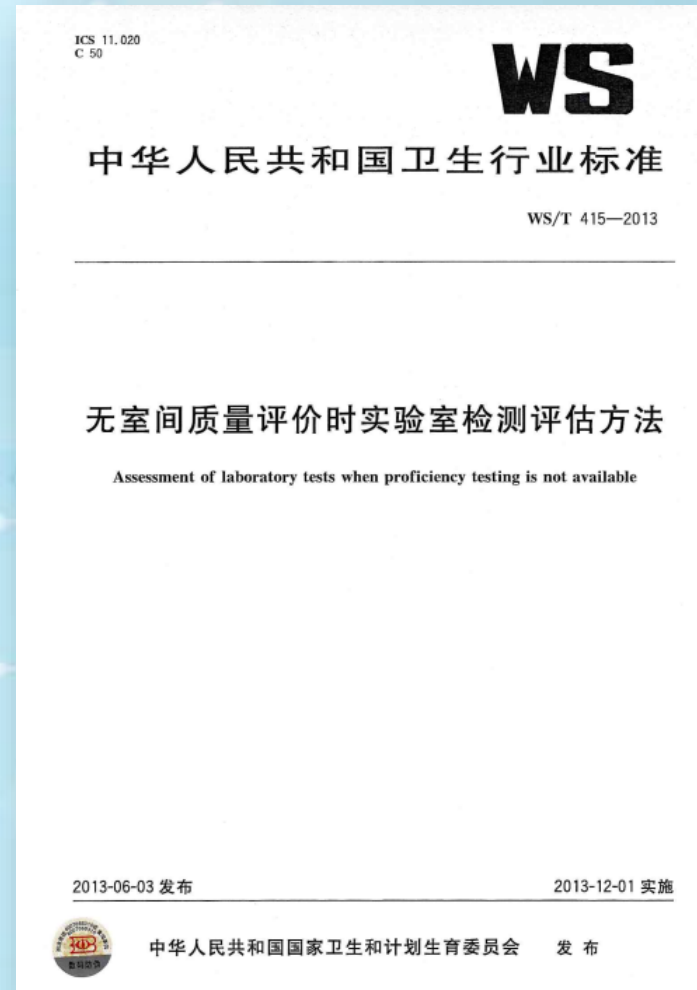 ICS 11.020
C 50
WS
中华人民共和国卫生行业标准
WS/T 415—2013
无室间质量评价时实验室检测评估方法
Assessment of laboratory tests when proficiency testing is not available
2013-06-03 发布
2013-12-01 实施
中华人民共和国国家卫生和计划生育委员会 发布
数码防伪